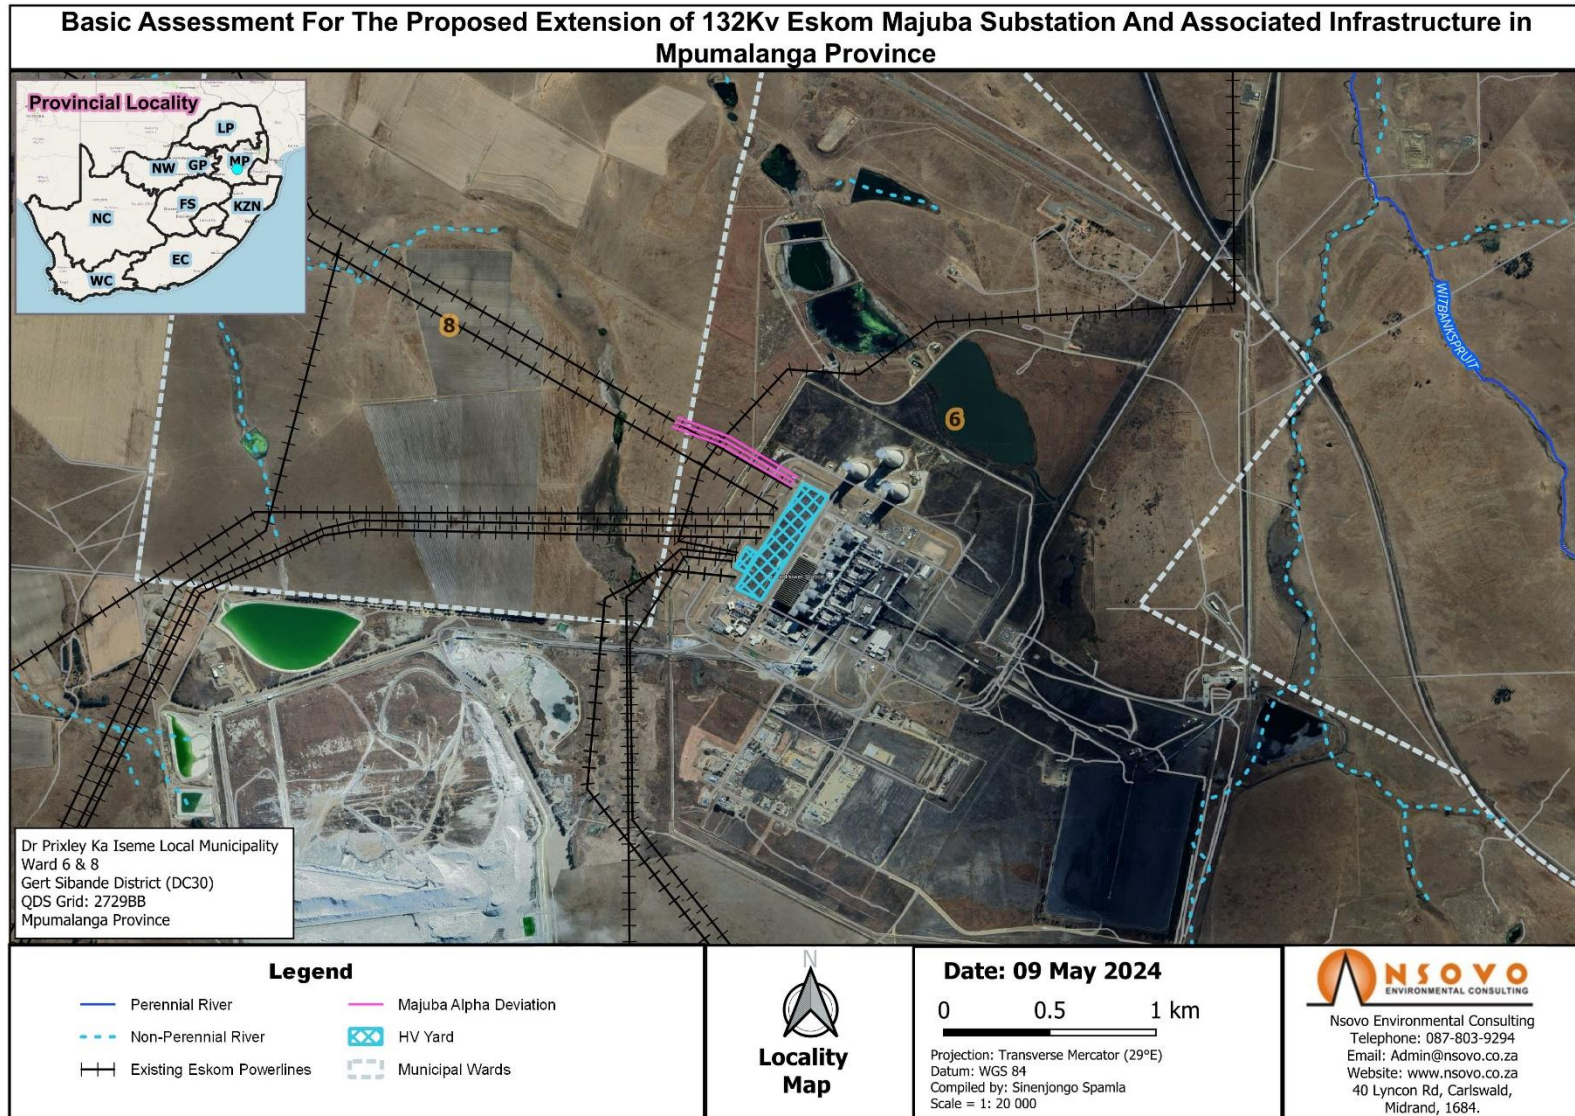 Basic Assessment For The Proposed Extension of 132Kv Eskom Majuba Substation And Associated Infrastructure in
Mpumalanga Province
Provincial Locality
LP
NW
GP
MP
NC
FS
KZN
EC
WC
8
6
WITBANKSPRUIT
Dr Prixley Ka Iseme Local Municipality
Ward 6 & 8
Gert Sibande District (DC30)
QDS Grid: 2729BB
Mpumalanga Province
Legend
Perennial River
Non-Perennial River
Existing Eskom Powerlines
Majuba Alpha Deviation
HV Yard
Municipal Wards
N
Locality
Map
Date: 09 May 2024
0 0.5 1 km
Projection: Transverse Mercator (29°E)
Datum: WGS 84
Compiled by: Sinenjongo Spamla
Scale = 1: 20 000
NSOVO
ENVIRONMENTAL CONSULTING
Nsovo Environmental Consulting
Telephone: 087-803-9294
Email: Admin@nsovo.co.za
Website: www.nsovo.co.za
40 Lyncon Rd, Carlswald,
Midrand, 1684.